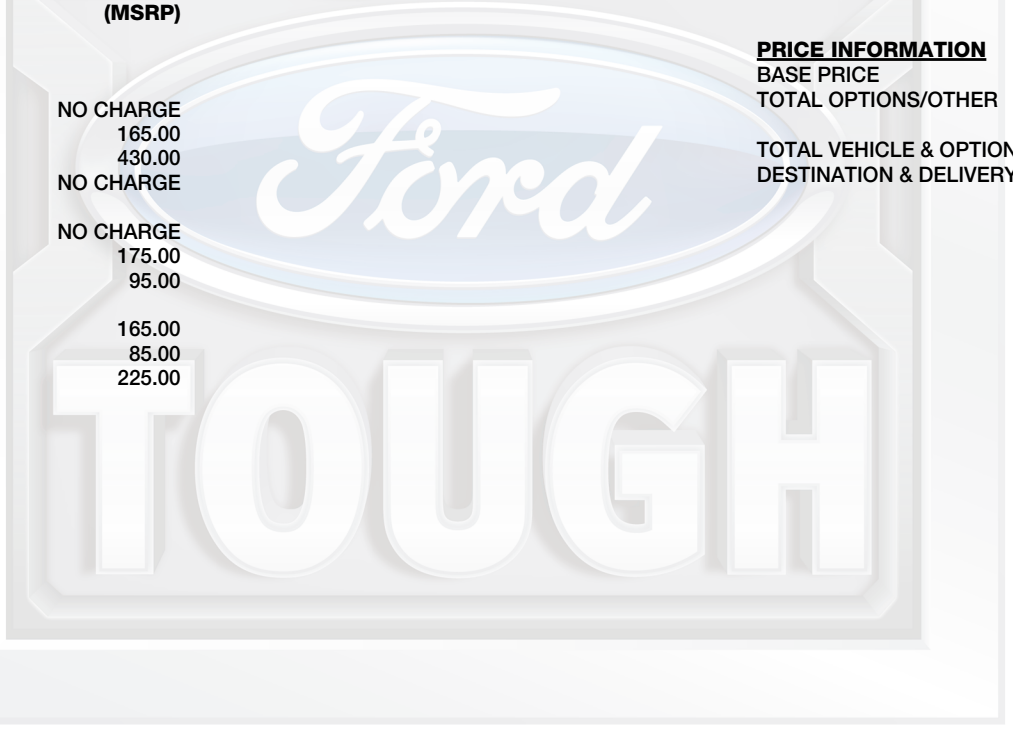 (MSRP)
NO CHARGE
165.00
430.00
NO CHARGE
NO CHARGE
175.00
95.00
165.00
85.00
225.00
PRICE INFORMATION
BASE PRICE
TOTAL OPTIONS/OTHER
TOTAL VEHICLE & OPTION
DESTINATION & DELIVERY
Ford
TOUGH